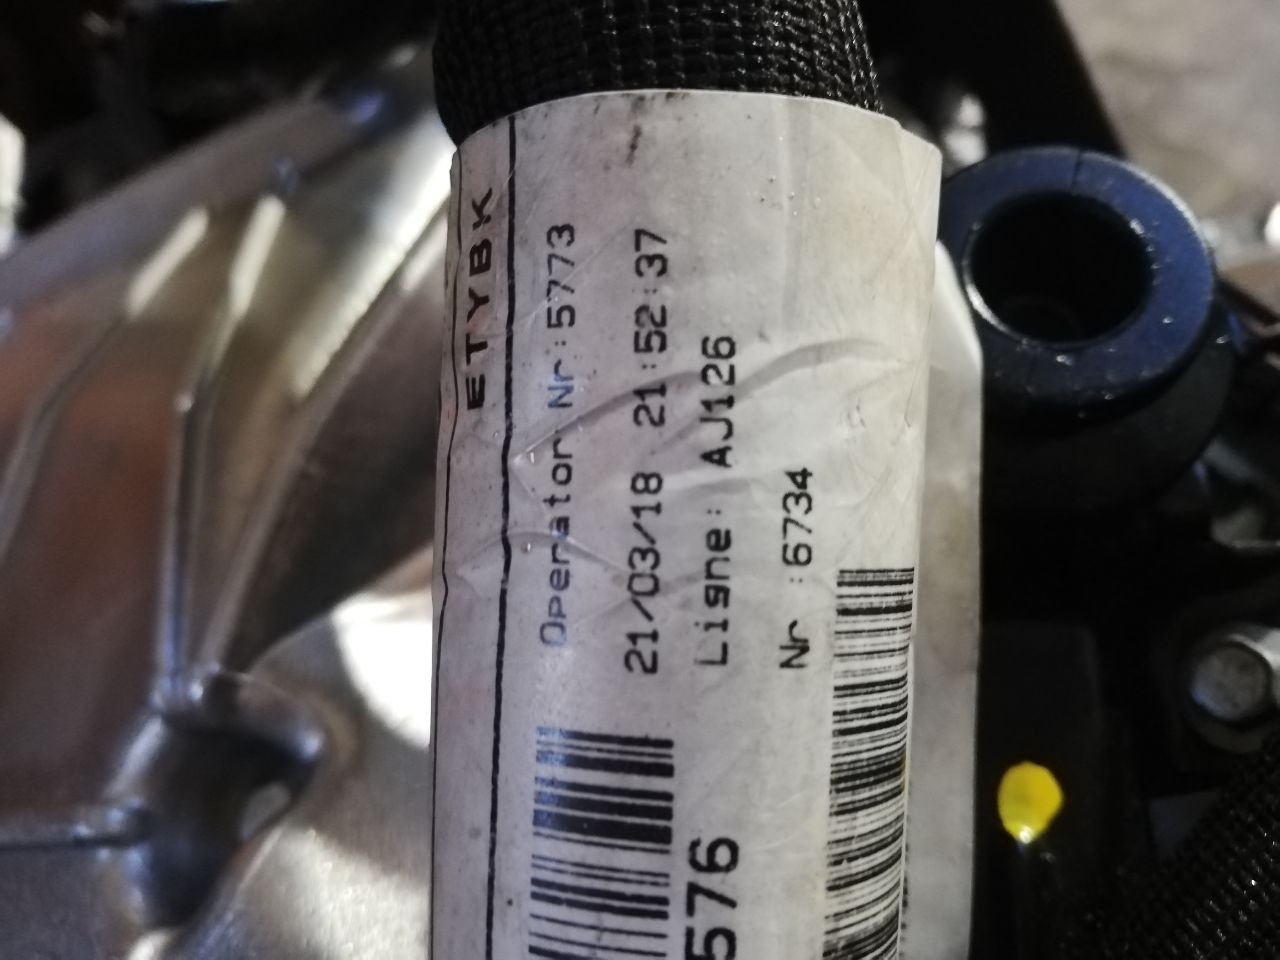 ETYBK
Operator Nr:5773
21/03/18 21:52:37
Ligne: AJ126
Nr :6734
576